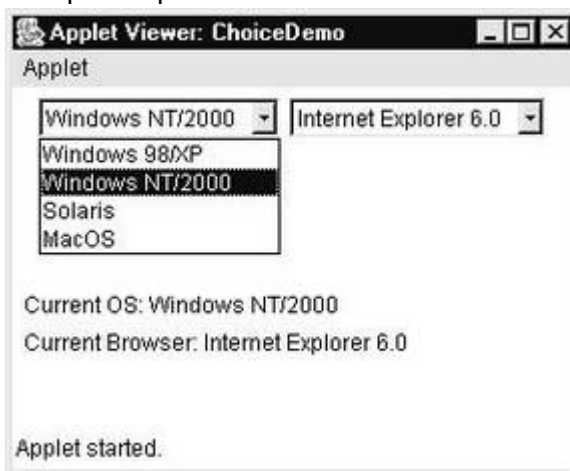 Applet Viewer: ChoiceDemo
Applet
Windows NT/2000 Internet Explorer 6.0
Windows 98/XP
Windows NT/2000
Solaris
MacOS
Current OS: Windows NT/2000
Current Browser: Internet Explorer 6.0
Applet started.